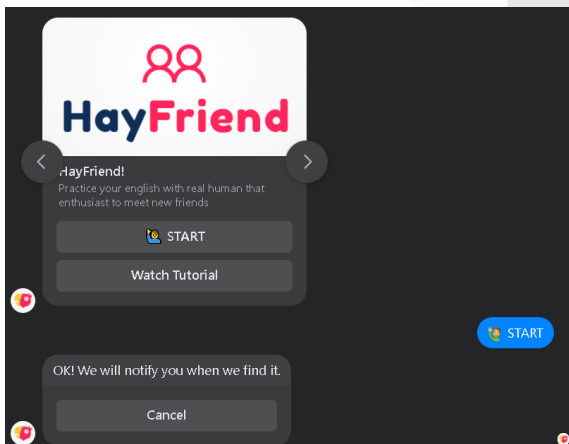 HayFriend
HayFriend!
Practice your english with real human that
enthusiast to meet new friends
START
Watch Tutorial
START
OK! We will notify you when we find it.
Cancel